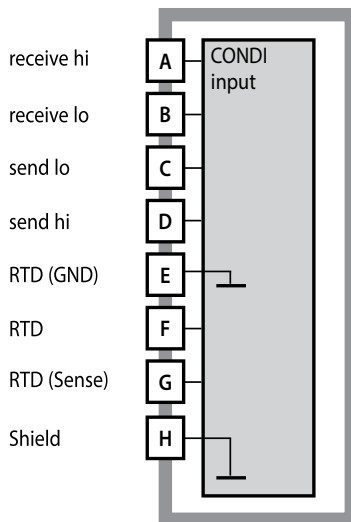 receive hi A CONDI
input
receive lo B
send lo C
send hi D
RTD (GND) E
RTD F
RTD (Sense) G
Shield H